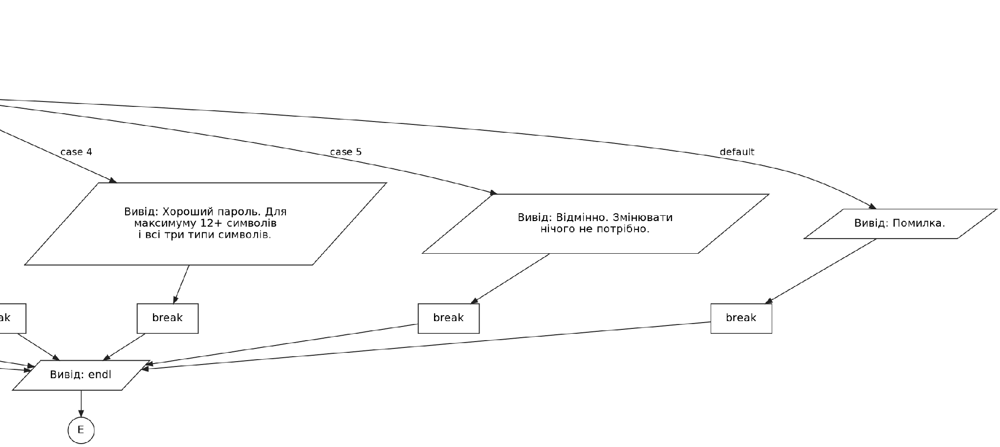 case 4
case 5
default
Вивід: Хороший пароль. Для
максимуму 12+ символів
і всі три типи символів.
Вивід: Відмінно. Змінювати
нічого не потрібно.
Вивід: Помилка.
ak
break
break
break
Вивід: endl
E